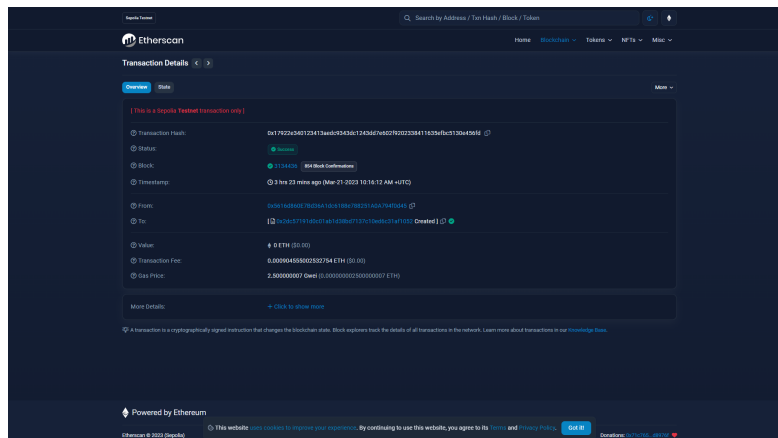 Sepolia Testnet
Search by Address / Txn Hash / Block / Token
Etherscan
Home Blockchain Tokens NFTs Misc
Transaction Details
Overview State More
[ This is a Sepolia Testnet transaction only ]
Transaction Hash:
Status: Success
Block: 3134436 854 Block Confirmations
Timestamp: 3 hrs 23 mins ago (Mar-21-2023 10:16:12 AM +UTC)
From:
To: Created ]
Value: 0 ETH ($0.00)
Transaction Fee: 0.000904555002532754 ETH ($0.00)
Gas Price: 2.500000007 Gwei (0.000000002500000007 ETH)
More Details: + Click to show more
A transaction is a cryptographically signed instruction that changes the blockchain state. Block explorers track the details of all transactions in the network. Learn more about transactions in our Knowledge Base.
Powered by Ethereum
This website uses cookies to improve your experience. By continuing to use this website, you agree to its Terms and Privacy Policy. Got it!
Etherscan © 2023 (Sepolia) Donations: